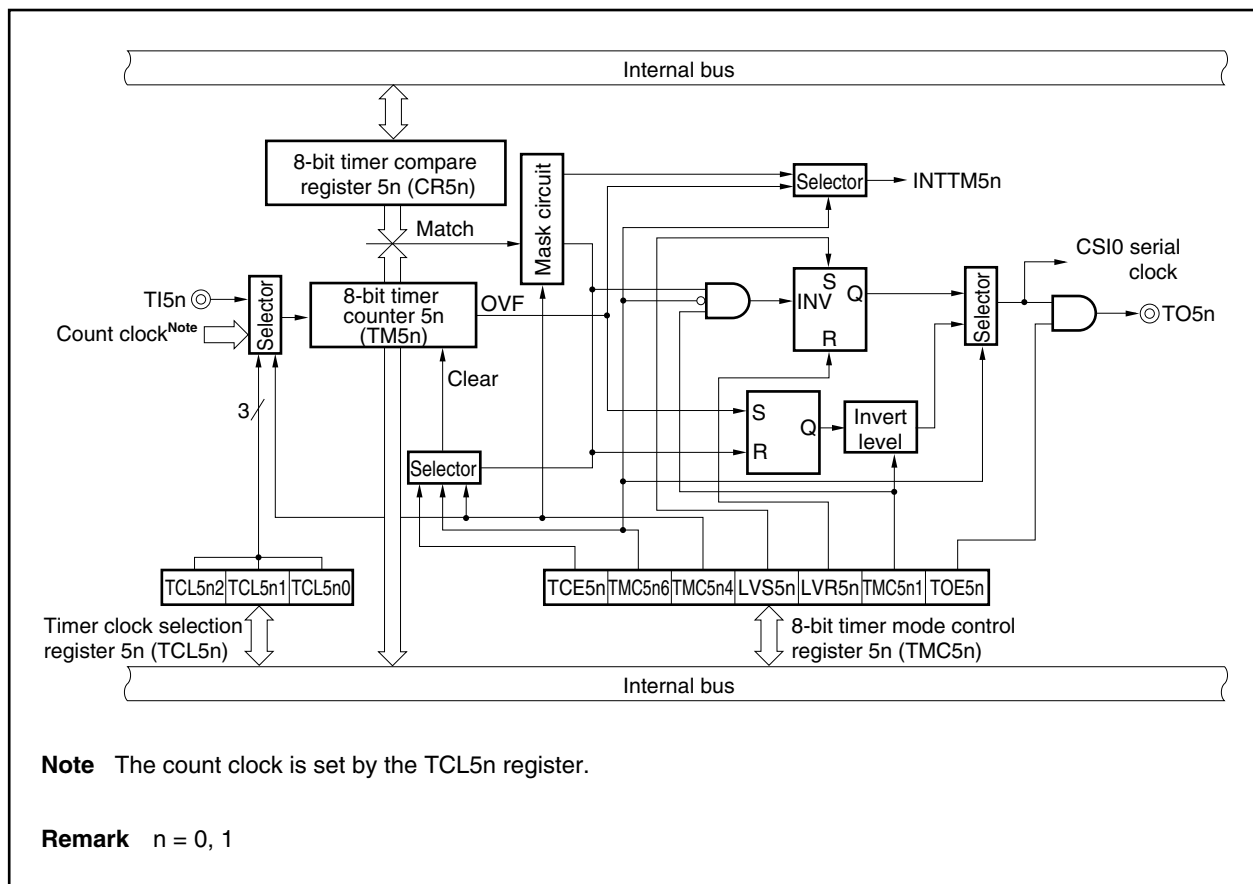 Internal bus
8-bit timer compare
register 5n (CR5n)
Match
Mask circuit
Selector
INTTM5n
CSI0 serial
clock
TI5n
Count clockNote
Selector
8-bit timer
counter 5n
(TM5n)
OVF
Clear
3
Selector
INV
S
Q
R
Selector
TO5n
S
Q
R
Invert
level
TCL5n2 TCL5n1 TCL5n0
TCE5n TMC5n6 TMC5n4 LVS5n LVR5n TMC5n1 TOE5n
Timer clock selection
register 5n (TCL5n)
8-bit timer mode control
register 5n (TMC5n)
Internal bus
Note The count clock is set by the TCL5n register.
Remark n = 0, 1